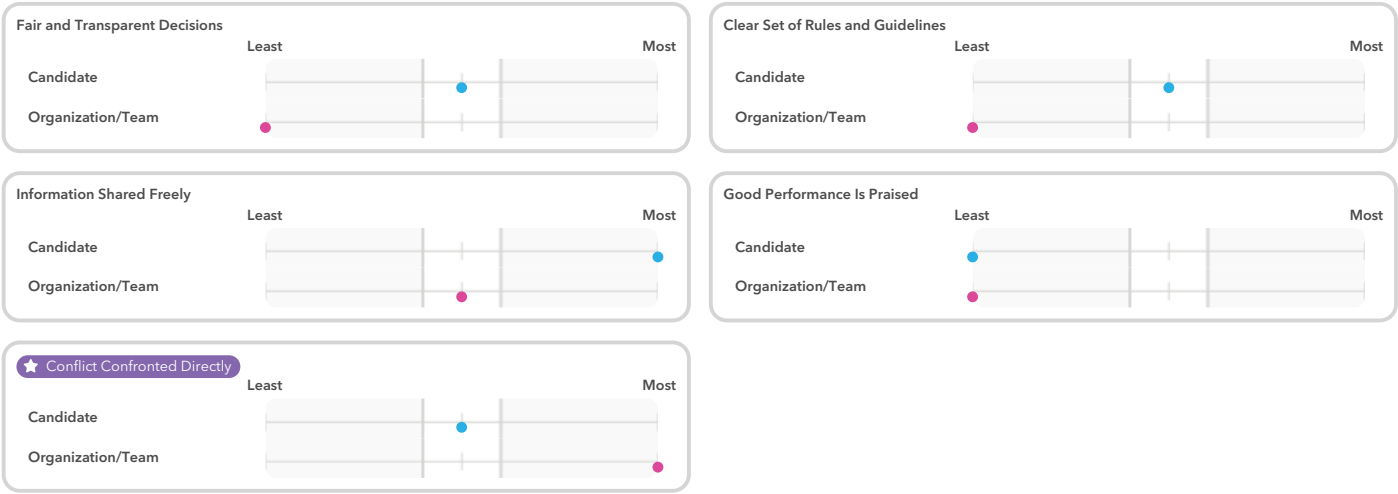 Fair and Transparent Decisions
Least Most
Candidate
Organization/Team
Clear Set of Rules and Guidelines
Least Most
Candidate
Organization/Team
Information Shared Freely
Least Most
Candidate
Organization/Team
Good Performance Is Praised
Least Most
Candidate
Organization/Team
Conflict Confronted Directly
Least Most
Candidate
Organization/Team